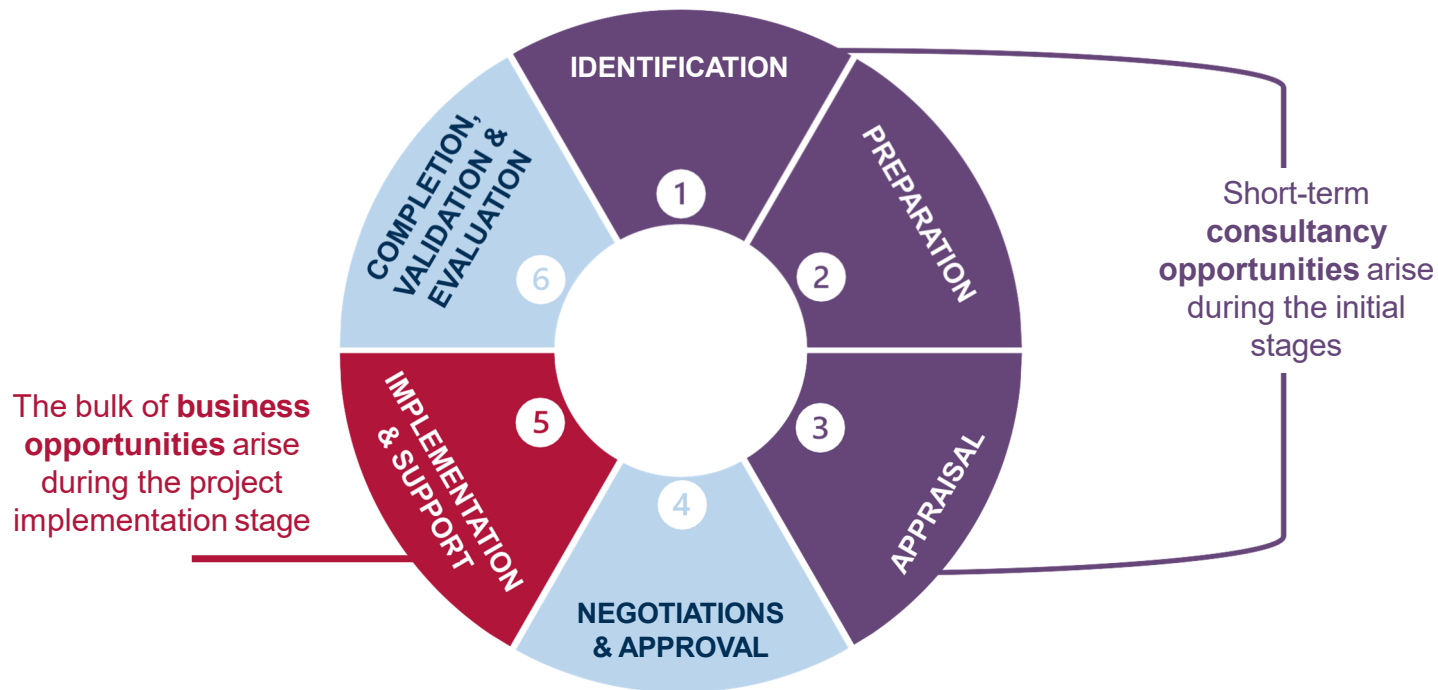 IDENTIFICATION
1
PREPARATION
2
APPRAISAL
3
NEGOTIATIONS
& APPROVAL
4
IMPLEMENTATION
& SUPPORT
5
COMPLETION,
VALIDATION &
EVALUATION
6
Short-term
consultancy
opportunities arise
during the initial
stages
The bulk of business
opportunities arise
during the project
implementation stage